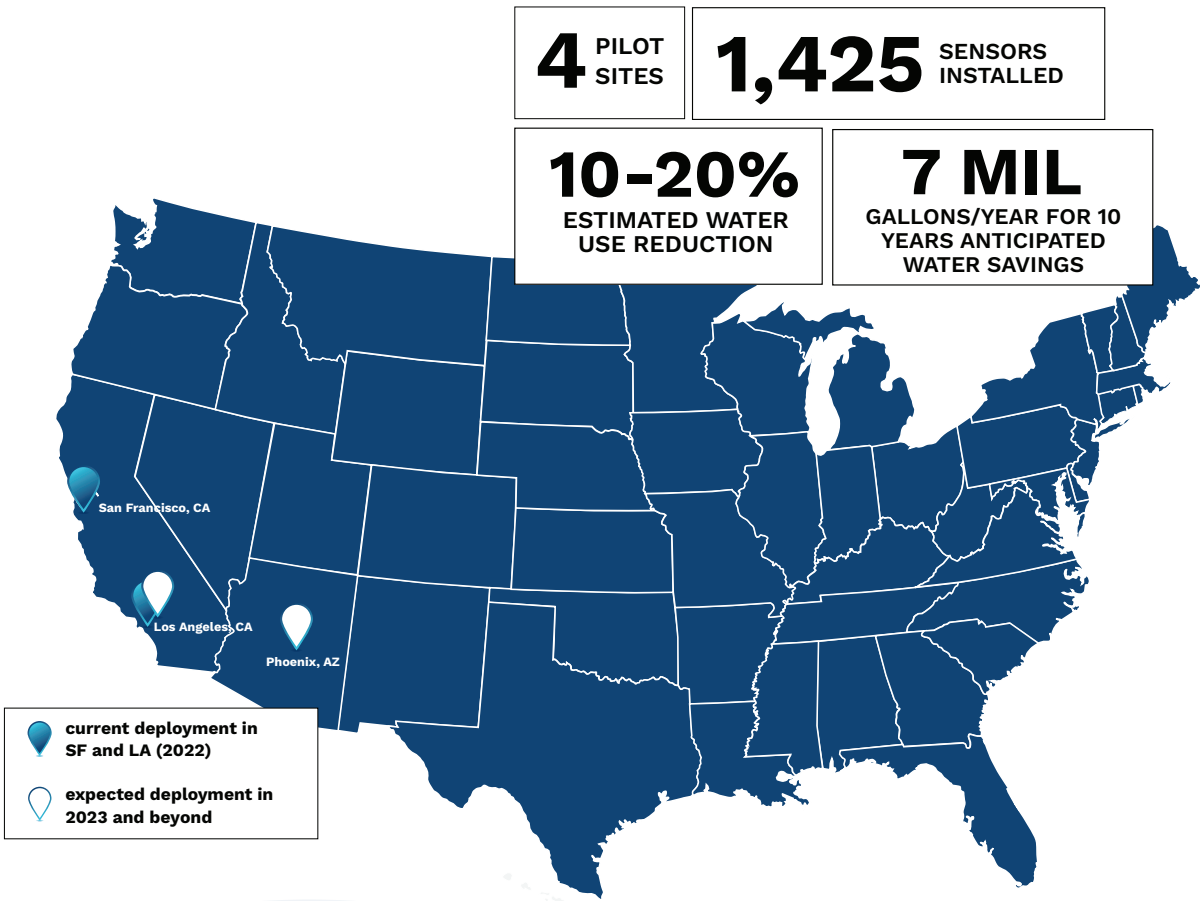 4 PILOT
SITES
1,425 SENSORS
INSTALLED
10-20%
ESTIMATED WATER
USE REDUCTION
7 MIL
GALLONS/YEAR FOR 10
YEARS ANTICIPATED
WATER SAVINGS
San Francisco, CA
Los Angeles, CA
Phoenix, AZ
current deployment in
SF and LA (2022)
expected deployment in
2023 and beyond